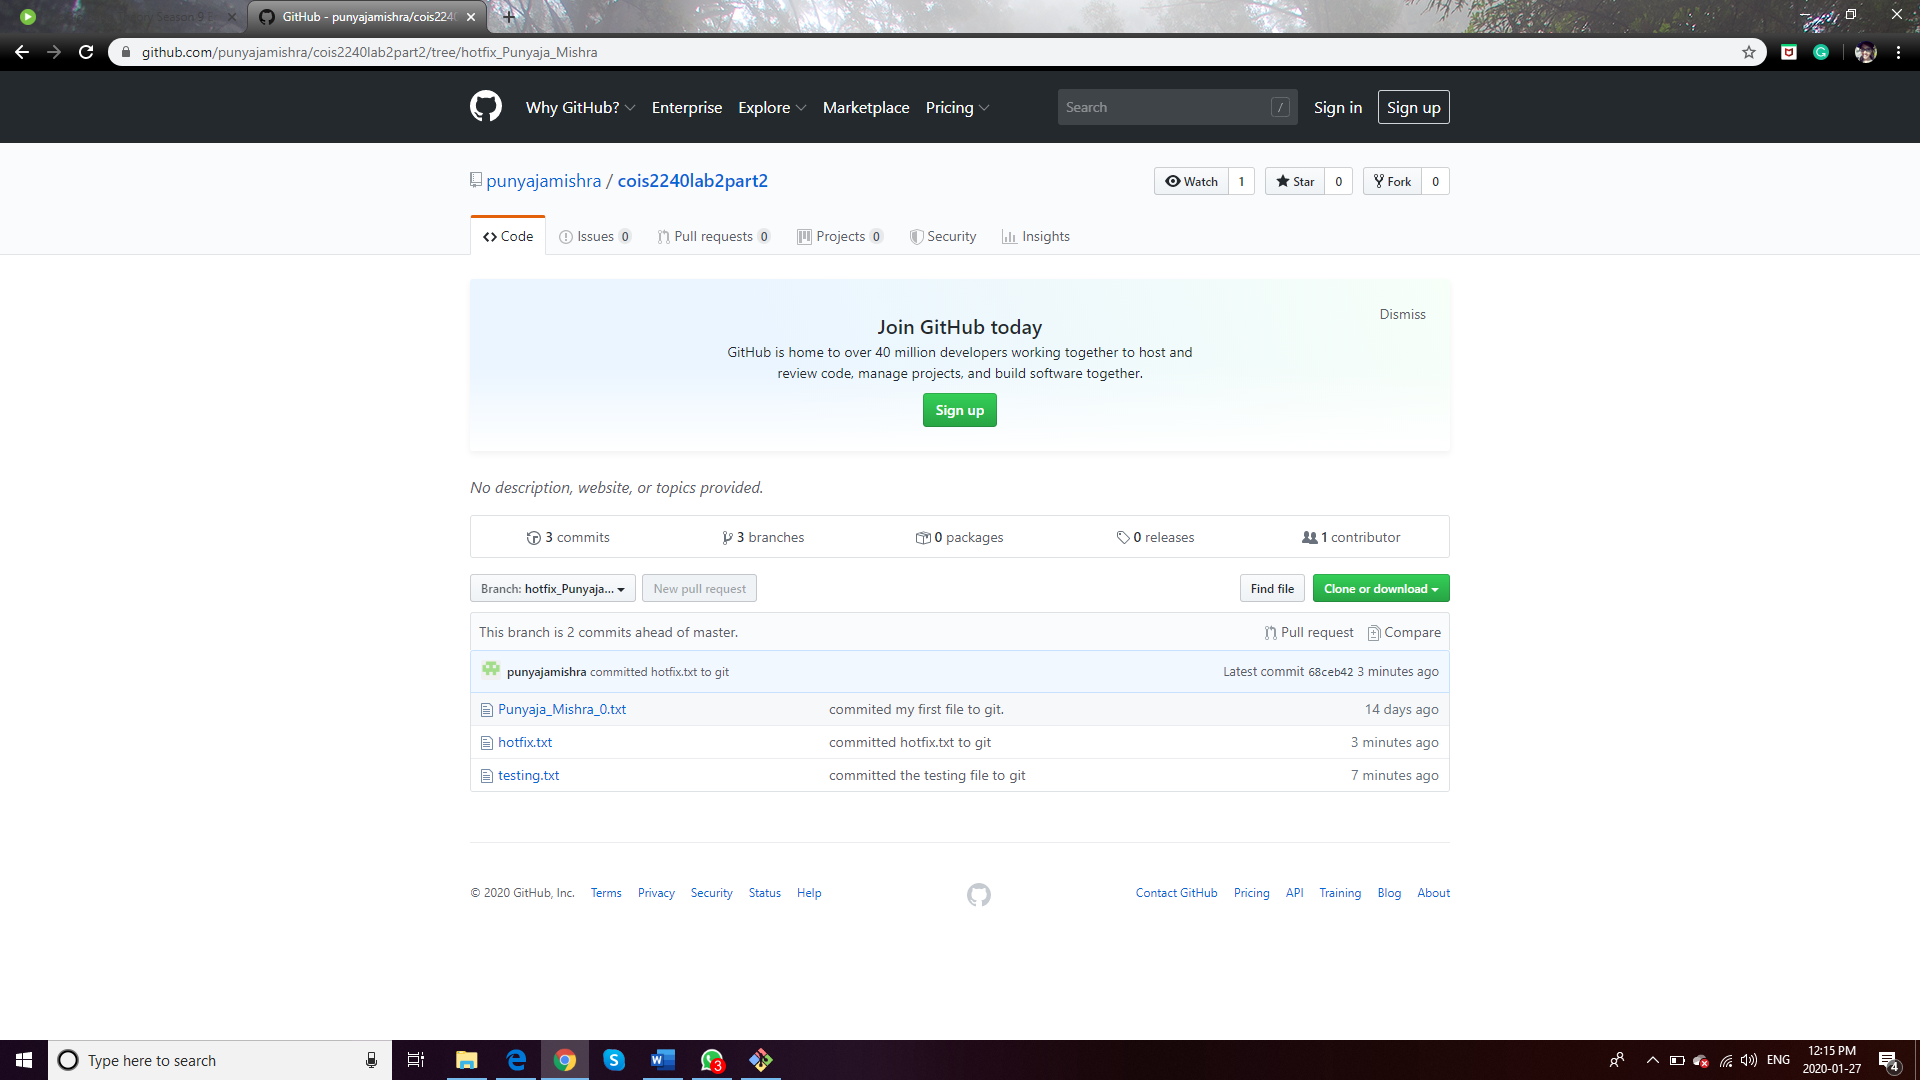 ory Season 9 E
GitHub - punyajamishra/cois2240
github.com/punyajamishra/cois2240lab2part2/tree/hotfix_Punyaja_Mishra
Why GitHub? Enterprise Explore Marketplace Pricing Search / Sign in Sign up
punyajamishra / cois2240lab2part2 Watch 1 Star 0 Fork 0
Code Issues 0 Pull requests 0 Projects 0 Security Insights
Dismiss
Join GitHub today
GitHub is home to over 40 million developers working together to host and
review code, manage projects, and build software together.
Sign up
No description, website, or topics provided.
3 commits 3 branches 0 packages 0 releases 1 contributor
Branch: hotfix_Punyaja... New pull request Find file Clone or download
This branch is 2 commits ahead of master. Pull request Compare
punyajamishra committed hotfix.txt to git Latest commit 68ceb42 3 minutes ago
Punyaja_Mishra_0.txt commited my first file to git. 14 days ago
hotfix.txt committed hotfix.txt to git 3 minutes ago
testing.txt committed the testing file to git 7 minutes ago
© 2020 GitHub, Inc. Terms Privacy Security Status Help Contact GitHub Pricing API Training Blog About
Type here to search 3 ENG 12:15 PM 4
2020-01-27